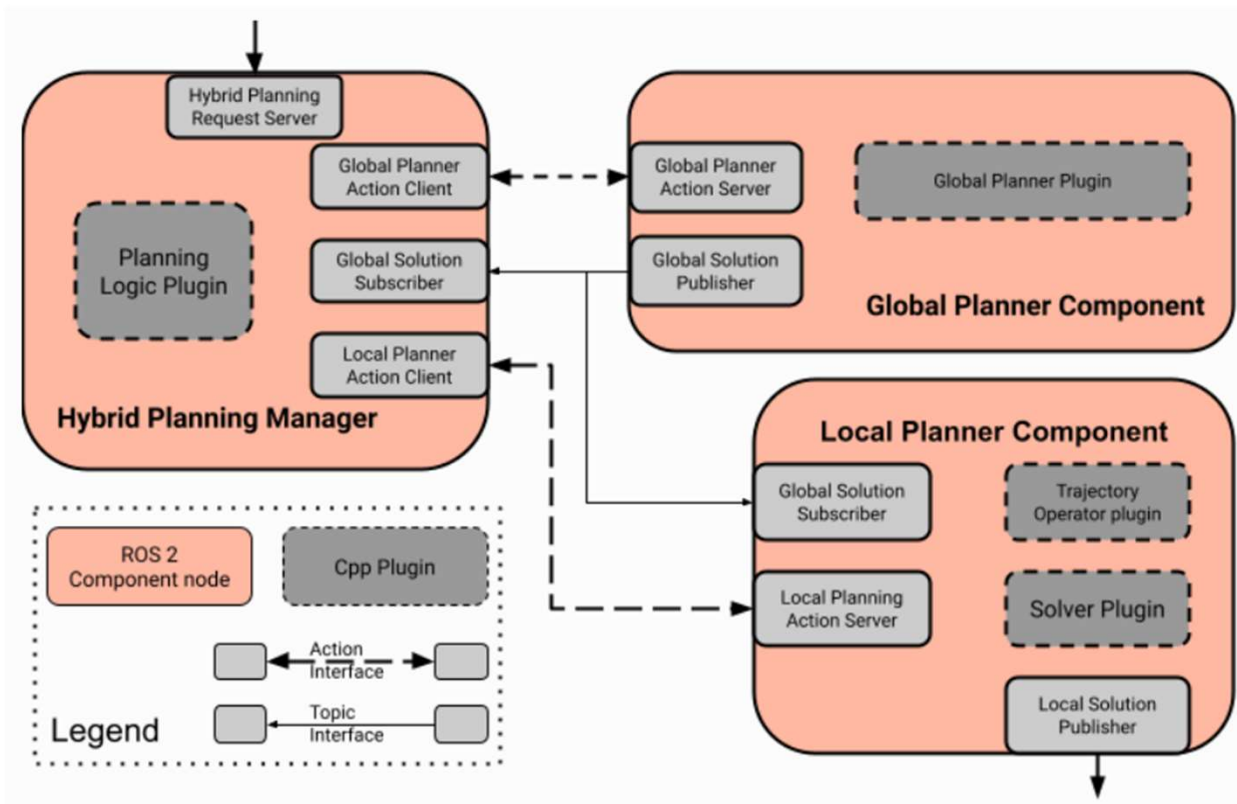 Hybrid Planning
Request Server
Global Planner
Action Client
Planning
Logic Plugin
Global Solution
Subscriber
Local Planner
Action Client
Hybrid Planning Manager
Global Planner
Action Server
Global Planner Plugin
Global Solution
Publisher
Global Planner Component
Local Planner Component
Global Solution
Subscriber
Trajectory
Operator plugin
Local Planning
Action Server
Solver Plugin
Local Solution
Publisher
ROS 2
Component node
Cpp Plugin
Action
Interface
Topic
Interface
Legend